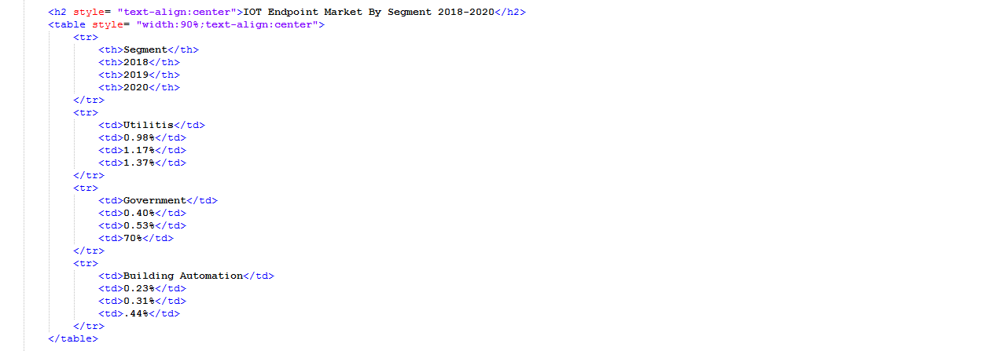 <h2 style= "text-align:center">IOT Endpoint Market By Segment 2018-2020</h2>
<table style= "width:90%;text-align:center">
<tr>
<th>Segment</th>
<th>2018</th>
<th>2019</th>
<th>2020</th>
</tr>
<tr>
<td>Utilitis</td>
<td>0.98%</td>
<td>1.17%</td>
<td>1.37%</td>
</tr>
<tr>
<td>Government</td>
<td>0.40%</td>
<td>0.53%</td>
<td>70%</td>
</tr>
<tr>
<td>Building Automation</td>
<td>0.23%</td>
<td>0.31%</td>
<td>.44%</td>
</tr>
</table>